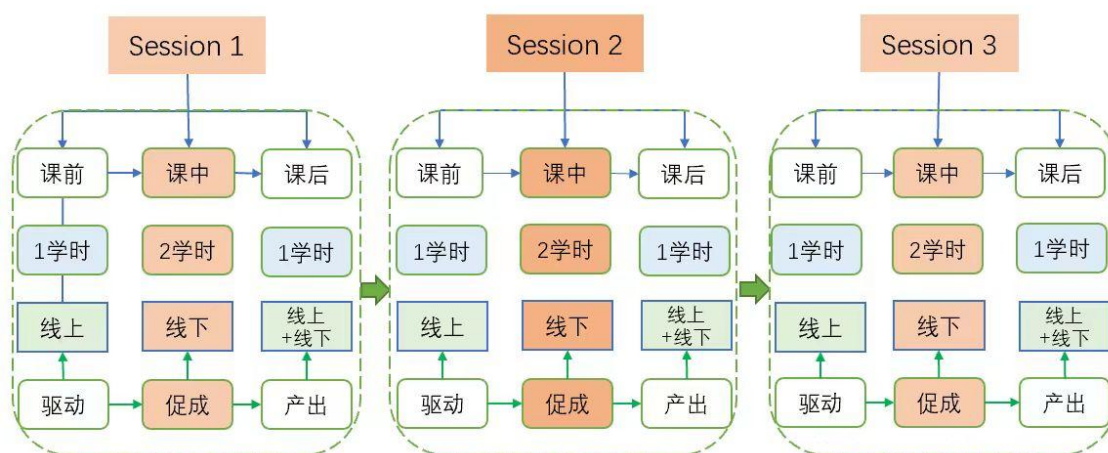 Session 1
Session 2
Session 3
课前
课中
课后
课前
课中
课后
课前
课中
课后
1学时
2学时
1学时
1学时
2学时
1学时
1学时
2学时
1学时
线上
线下
线上
+线下
线上
线下
线上
+线下
线上
线下
线上
+线下
驱动
促成
产出
驱动
促成
产出
驱动
促成
产出